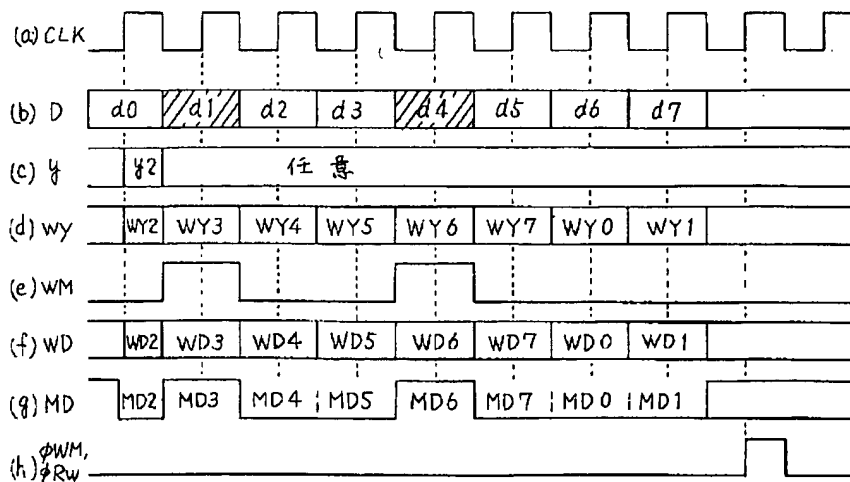 (a) CLK
(b) D d0 d1 d2 d3 d4 d5 d6 d7
(c) y y2 任意
(d) WY WY2 WY3 WY4 WY5 WY6 WY7 WY0 WY1
(e) WM
(f) WD WD2 WD3 WD4 WD5 WD6 WD7 WD0 WD1
(g) MD MD2 MD3 MD4 MD5 MD6 MD7 MD0 MD1
(h) φWM, φRW